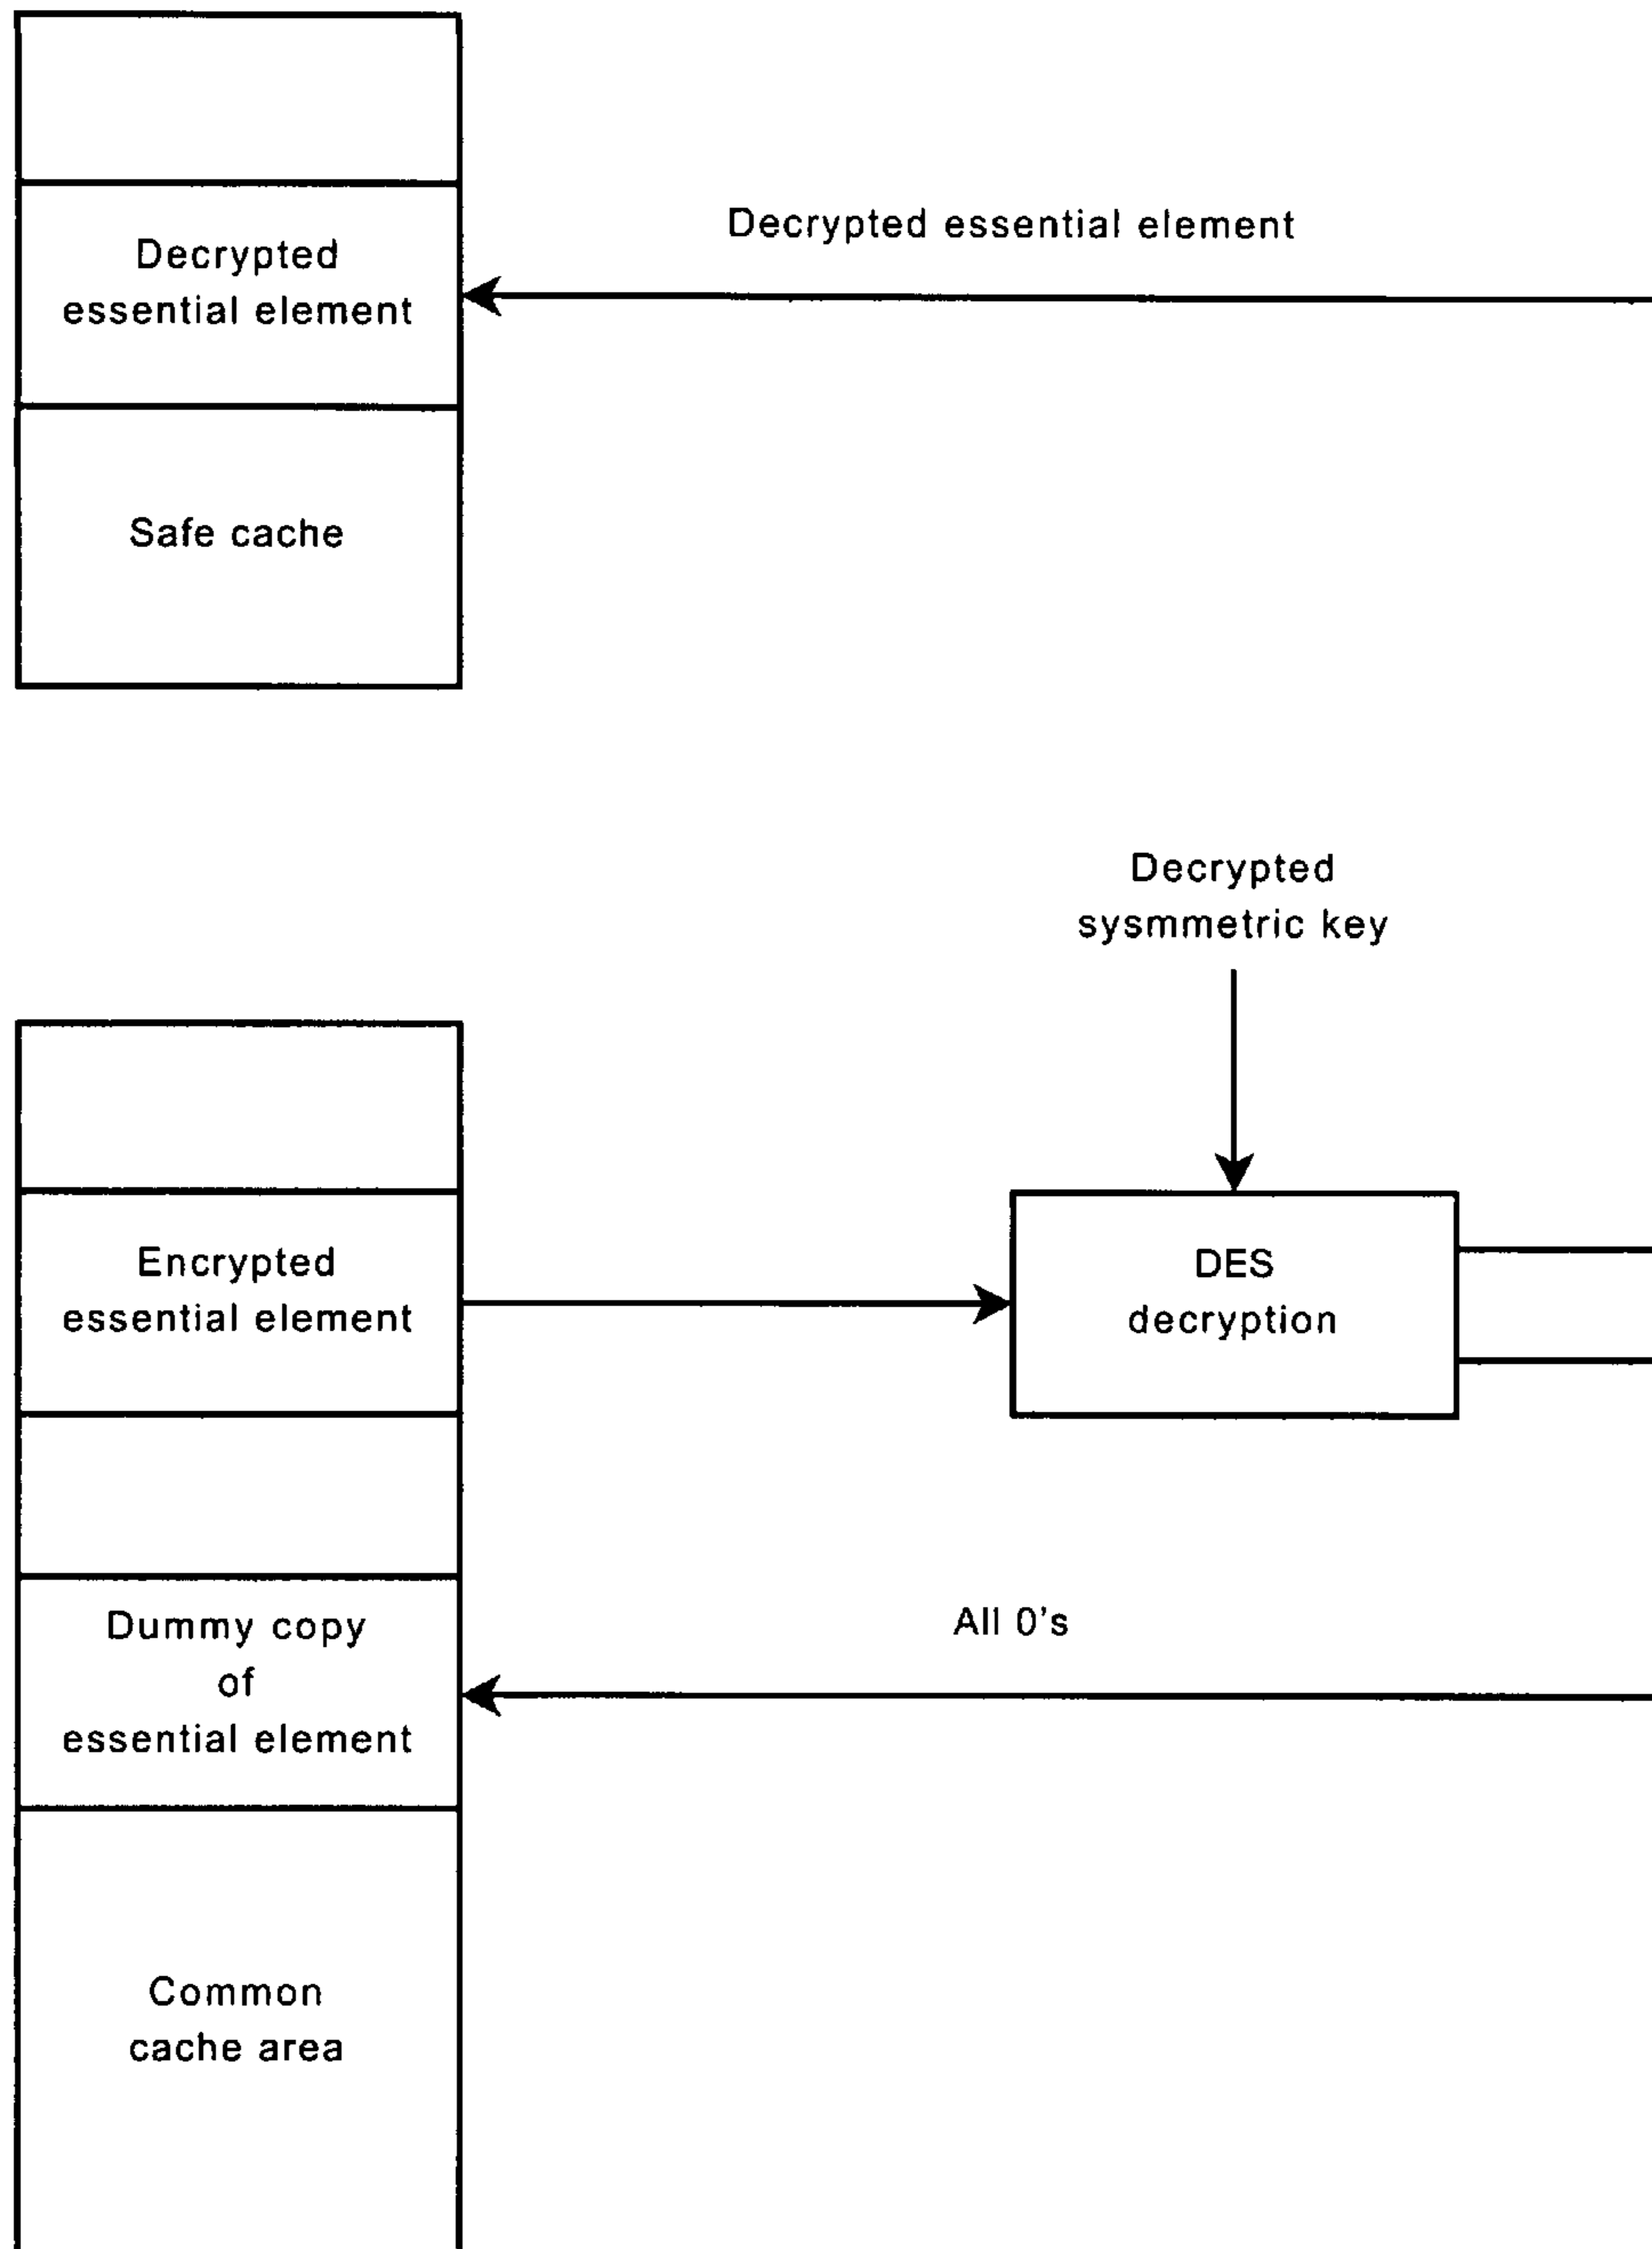 Decrypted
essential element
Decrypted essential element
Safe cache
Decrypted
sysmmetric key
Encrypted
essential element
DES
decryption
Dummy copy
of
essential element
All 0's
Common
cache area